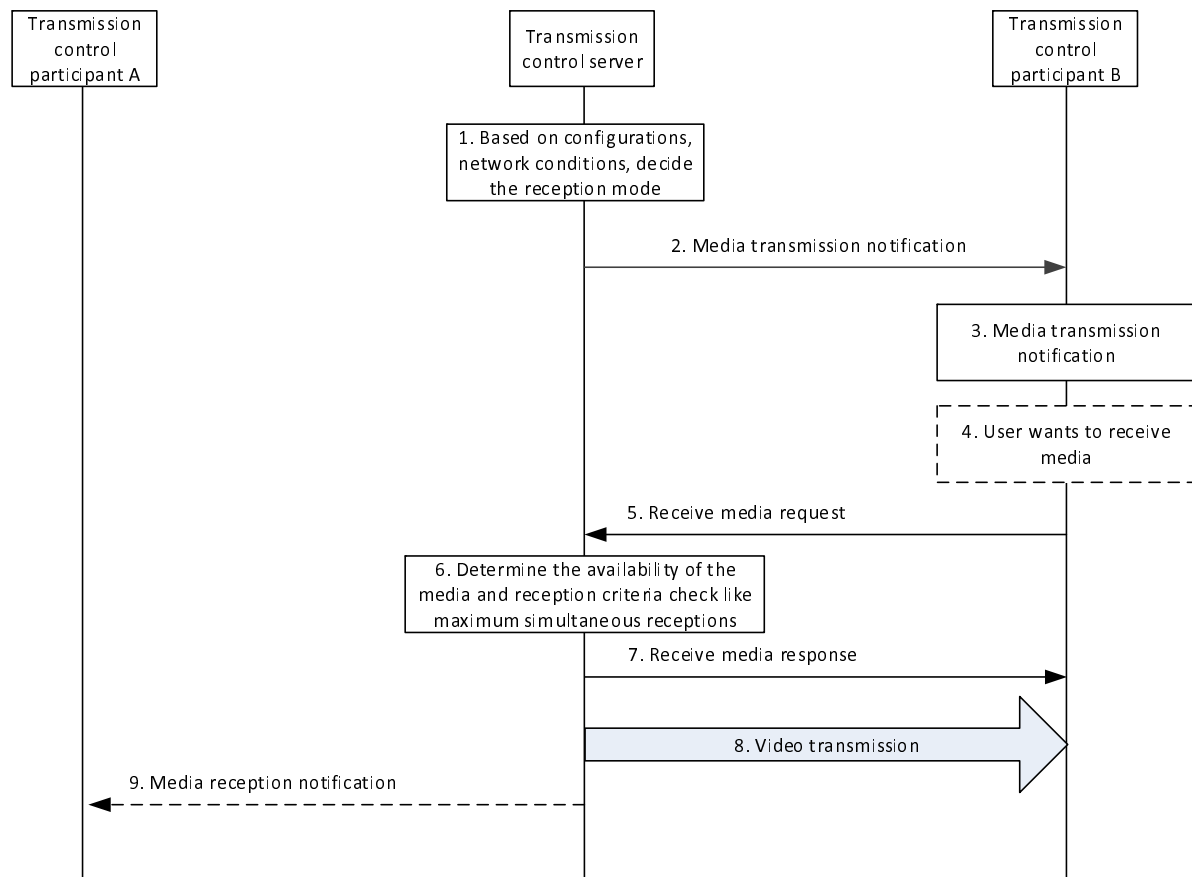 Transmission
control
participant A
Transmission
control server
Transmission
control
participant B
1. Based on configurations,
network conditions, decide
the reception mode
2. Media transmission notification
3. Media transmission
notification
4. User wants to receive
media
5. Receive media request
6. Determine the availability of the
media and reception criteria check like
maximum simultaneous receptions
7. Receive media response
8. Video transmission
9. Media reception notification